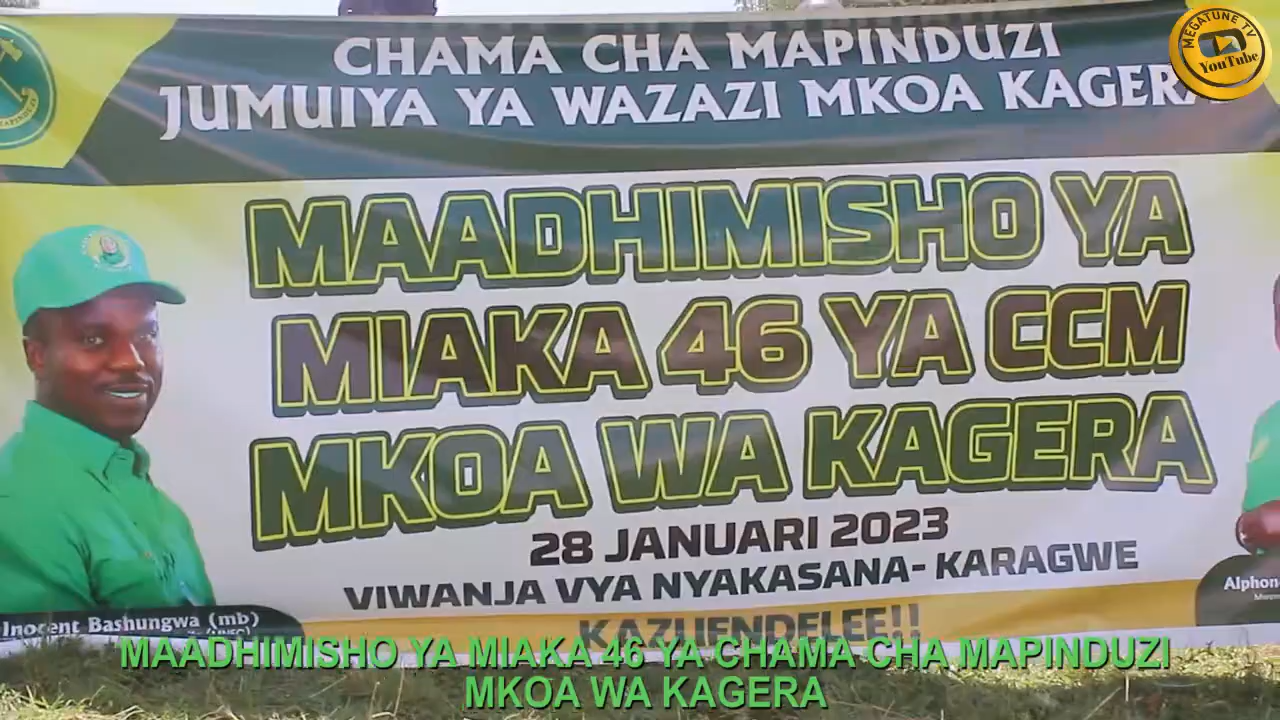 MEGATUNE TV
YouTube
CHAMA CHA MAPINDUZI
JUMUIYA YA WAZAZI MKOA KAGERA
MAADHIMISHO YA
MIAKA 46 YA CCM
MKOA WA KAGERA
28 JANUARI 2023
VIWANJA VYA NYAKASANA- KARAGWE
KAZIIENDELEE!!
Inocent Bashungwa (mb)
Alphon
MAADHIMISHO YA MIAKA 46 YA CHAMA CHA MAPINDUZI
MKOA WA KAGERA